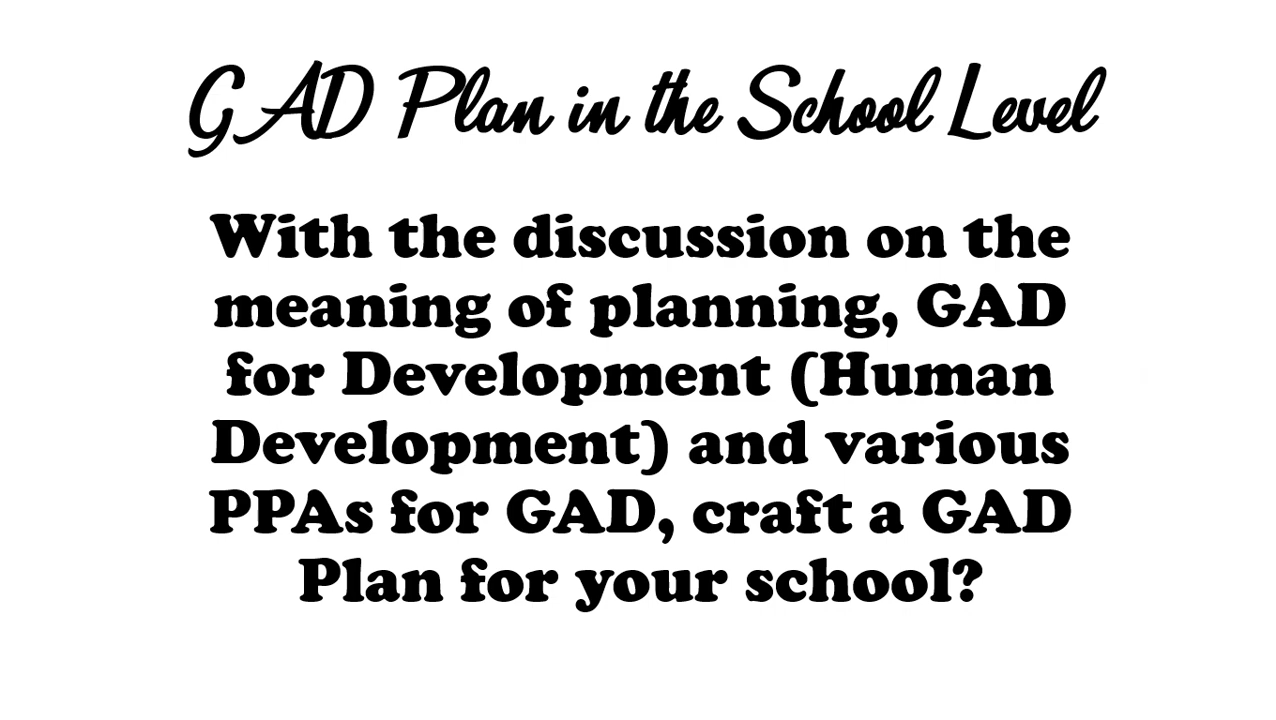 GAD Plan in the School Level
With the discussion on the
meaning of planning, GAD
for Development (Human
Development) and various
PPAs for GAD, craft a GAD
Plan for your school?